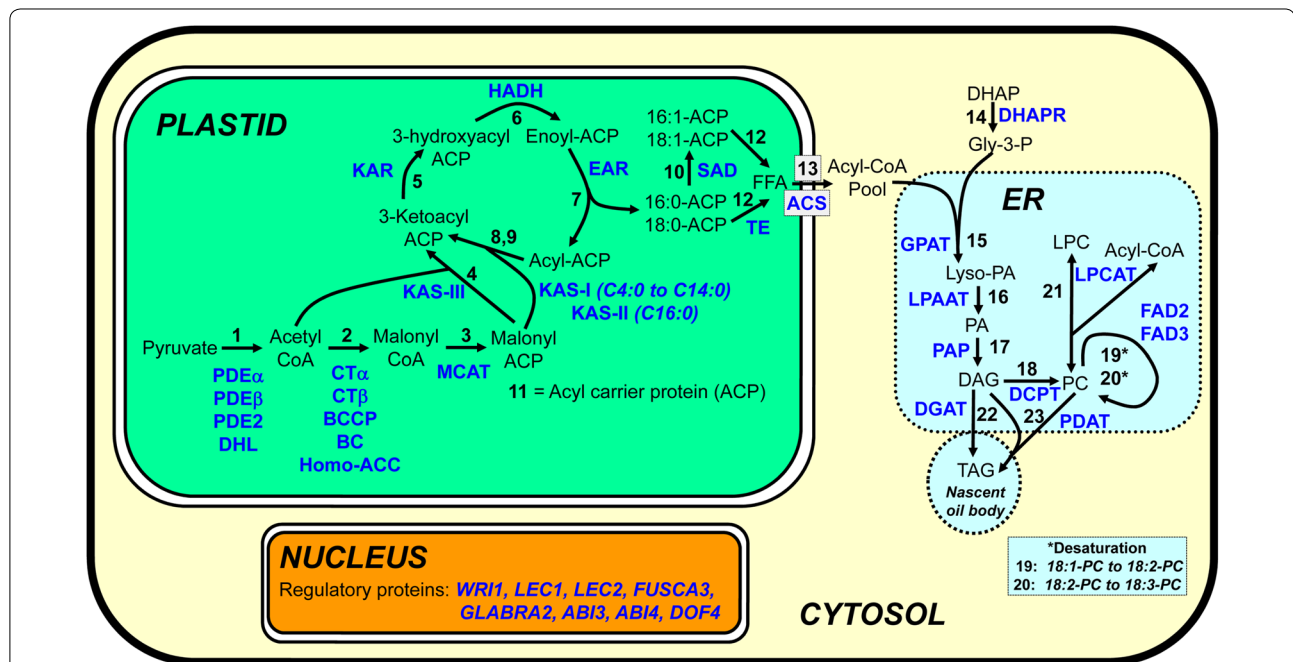 PLASTID
HADH
6
3-hydroxyacyl
ACP
Enoyl-ACP
KAR
5
EAR
7
3-Ketoacyl
ACP
8,9
Acyl-ACP
4
KAS-III
KAS-I (C4:0 to C14:0)
KAS-II (C16:0)
16:1-ACP
18:1-ACP
12
10
SAD
16:0-ACP
18:0-ACP
12
TE
FFA
13
ACS
Acyl-CoA
Pool
Pyruvate
1
Acetyl
CoA
2
Malonyl
CoA
3
Malonyl
ACP
MCAT
PDEα
PDEβ
PDE2
DHL
CTα
CTβ
BCCP
BC
Homo-ACC
11 = Acyl carrier protein (ACP)
DHAP
14
DHAPR
Gly-3-P
ER
GPAT
15
Lyso-PA
LPAAT
16
PA
PAP
17
DAG
18
DCPT
PC
LPC
Acyl-CoA
LPCAT
21
FAD2
FAD3
19*
20*
DGAT
22
23
PDAT
TAG
Nascent
oil body
NUCLEUS
Regulatory proteins: WRI1, LEC1, LEC2, FUSCA3,
GLABRA2, ABI3, ABI4, DOF4
CYTOSOL
*Desaturation
19: 18:1-PC to 18:2-PC
20: 18:2-PC to 18:3-PC